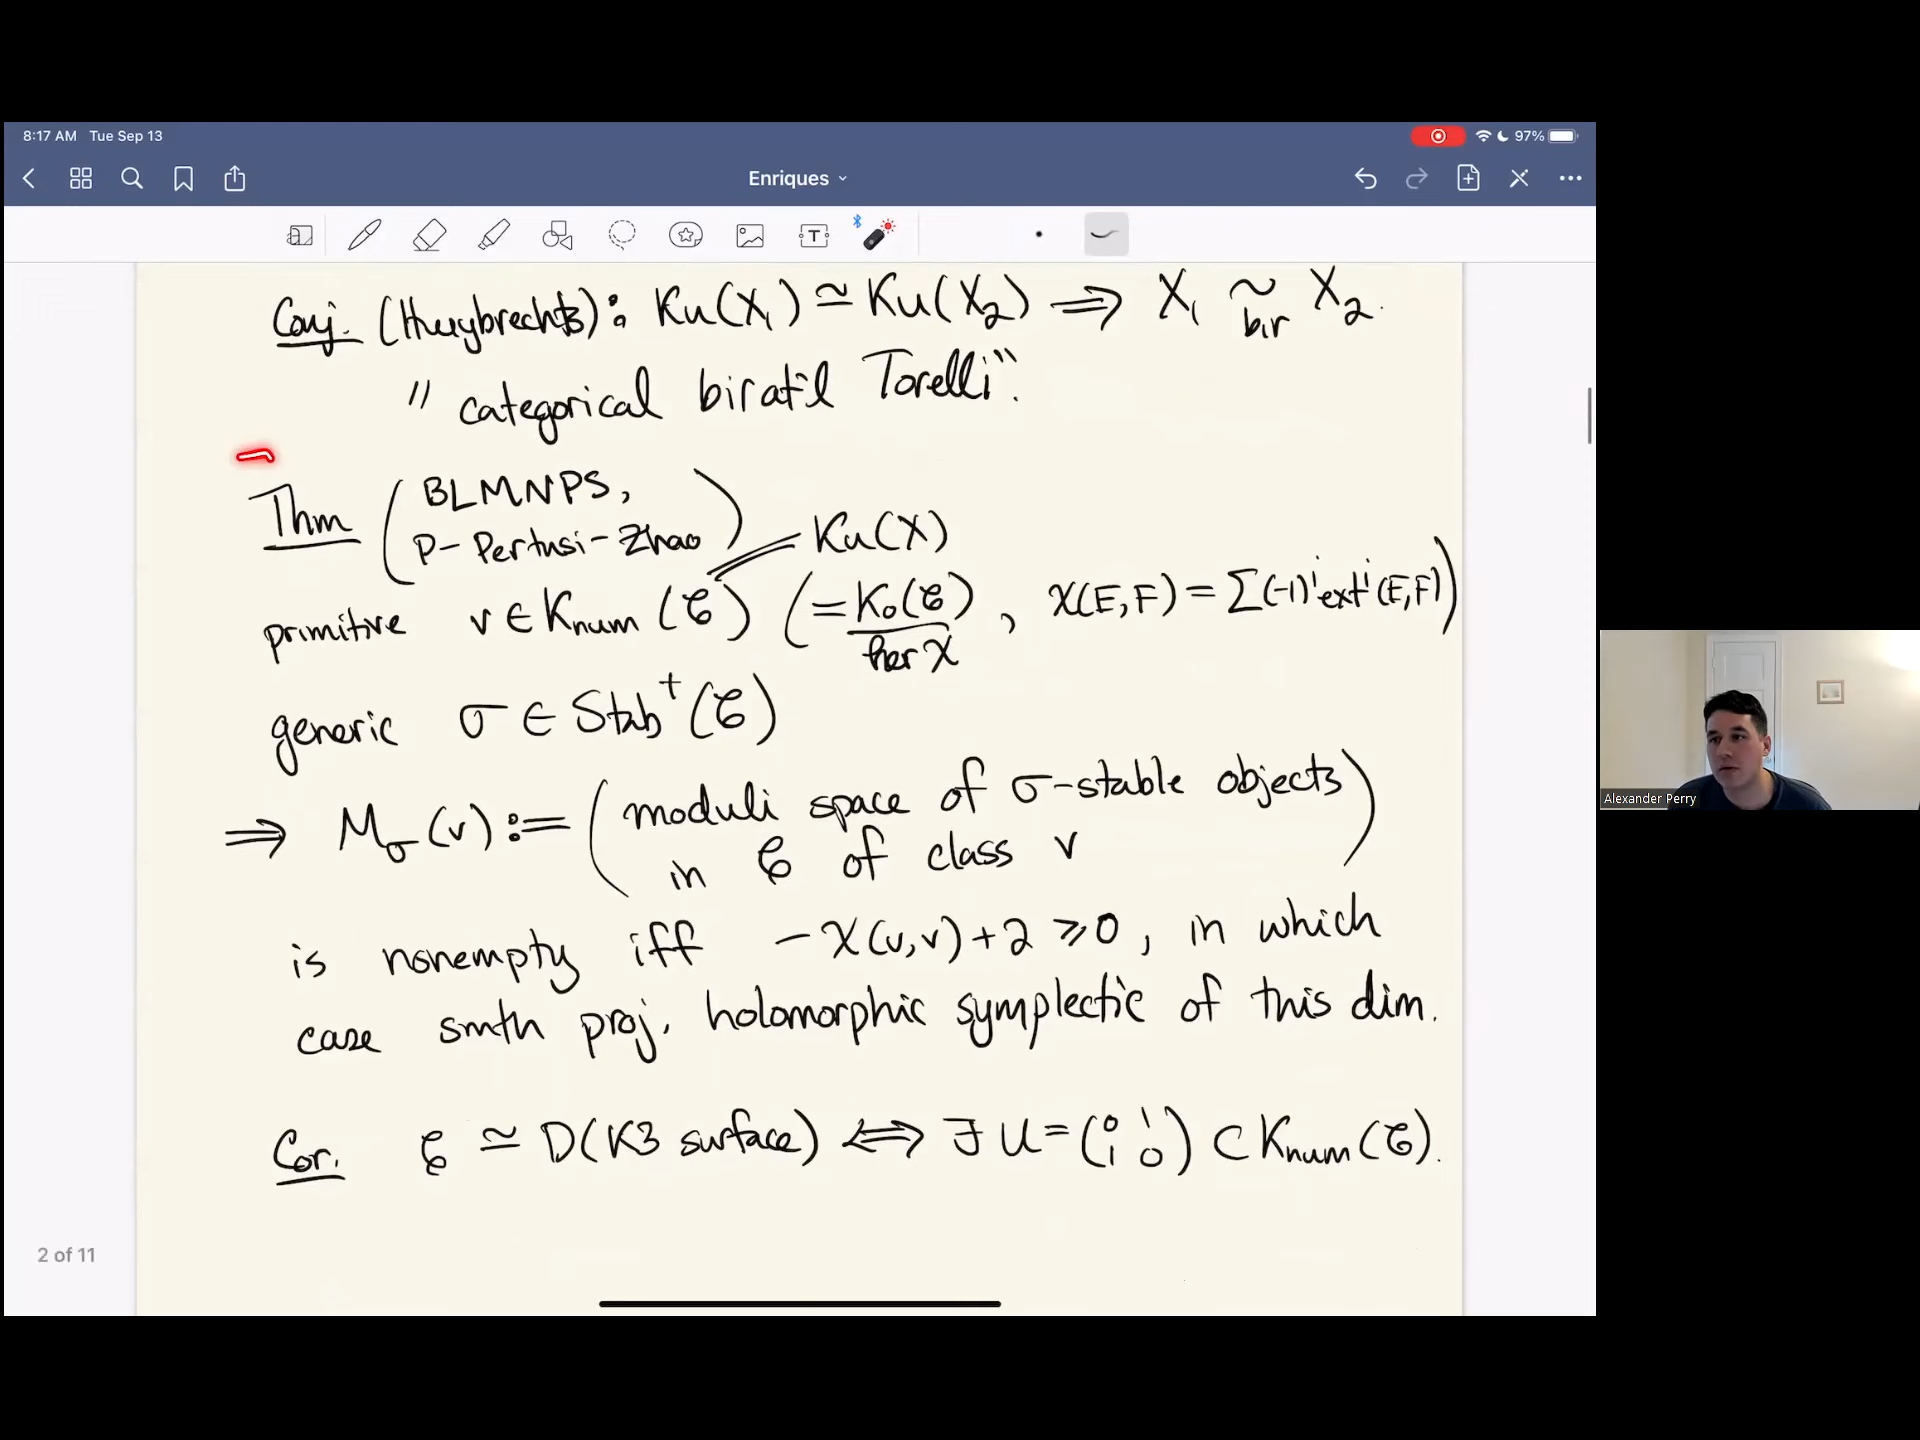 8:17 AM Tue Sep 13
97%
Enriques
Conj. (Huybrechts): Ku(X₁) ≃ Ku(X₂) ⟹ X₁ ~bir X₂.
"categorical birat'l Torelli".
Thm (BLMNPS,
P-Pertusi-Zhao)
Ku(X)
primitive v ∈ Knum(𝒞) (= K₀(𝒞)/ker χ, χ(E,F) = Σ(-1)ⁱextⁱ(E,F))
generic σ ∈ Stab⁺(𝒞)
⟹ Mσ(v) := (moduli space of σ-stable objects
in 𝒞 of class v)
is nonempty iff -χ(v,v)+2 ⩾ 0, in which
case smth proj. holomorphic symplectic of this dim.
Cor. 𝒞 ≃ D(K3 surface) ⟺ ∃ U = (0 1
1 0) ⊂ Knum(𝒞).
2 of 11
Alexander Perry